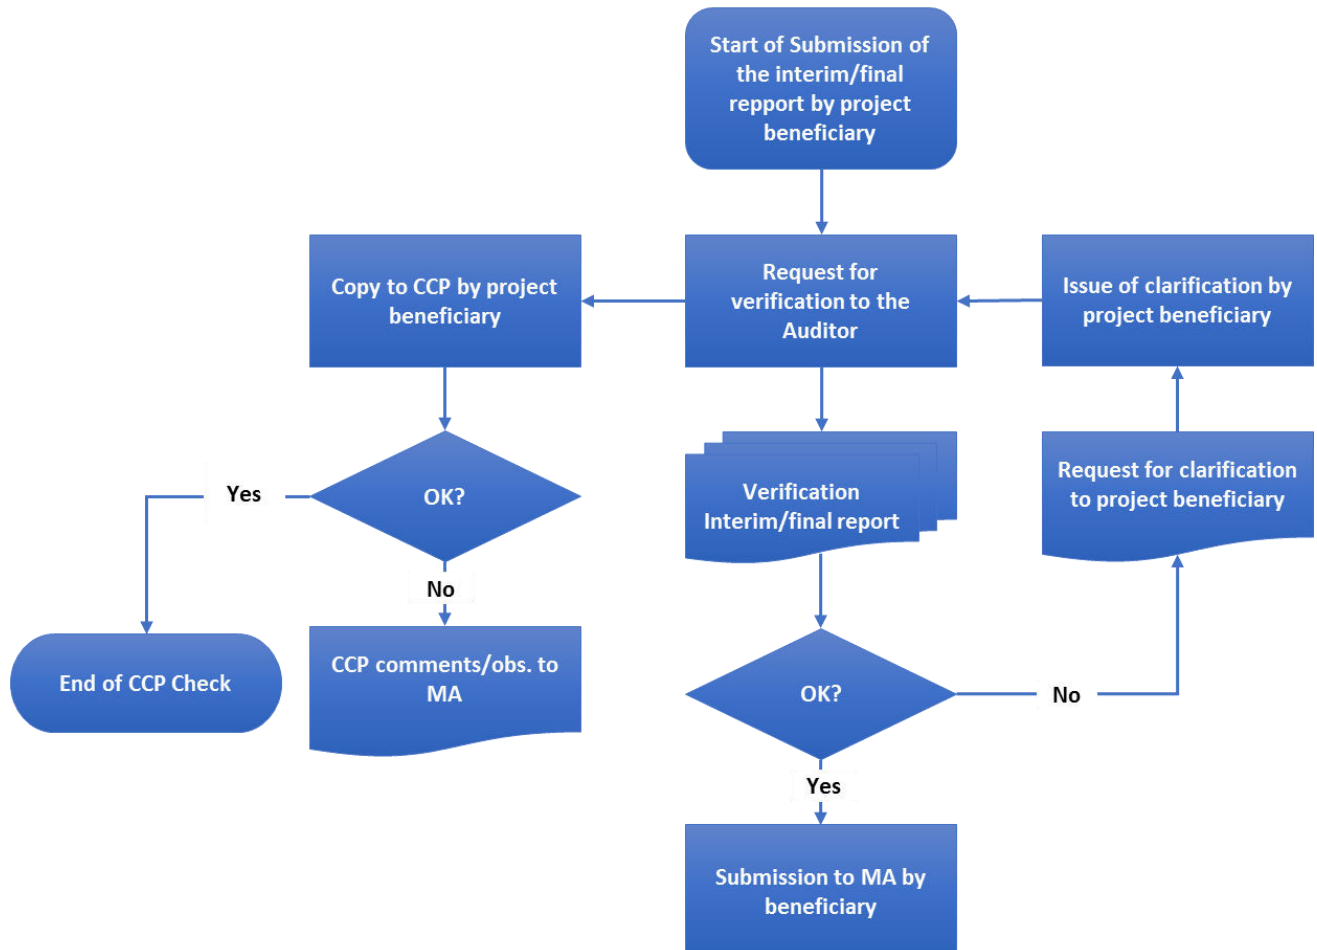 Start of Submission of
the interim/final
repport by project
beneficiary
Copy to CCP by project
beneficiary
Request for
verification to the
Auditor
Issue of clarification by
project beneficiary
Yes
OK?
No
Verification
Interim/final report
Request for clarification
to project beneficiary
End of CCP Check
CCP comments/obs. to
MA
OK?
No
Yes
Submission to MA by
beneficiary